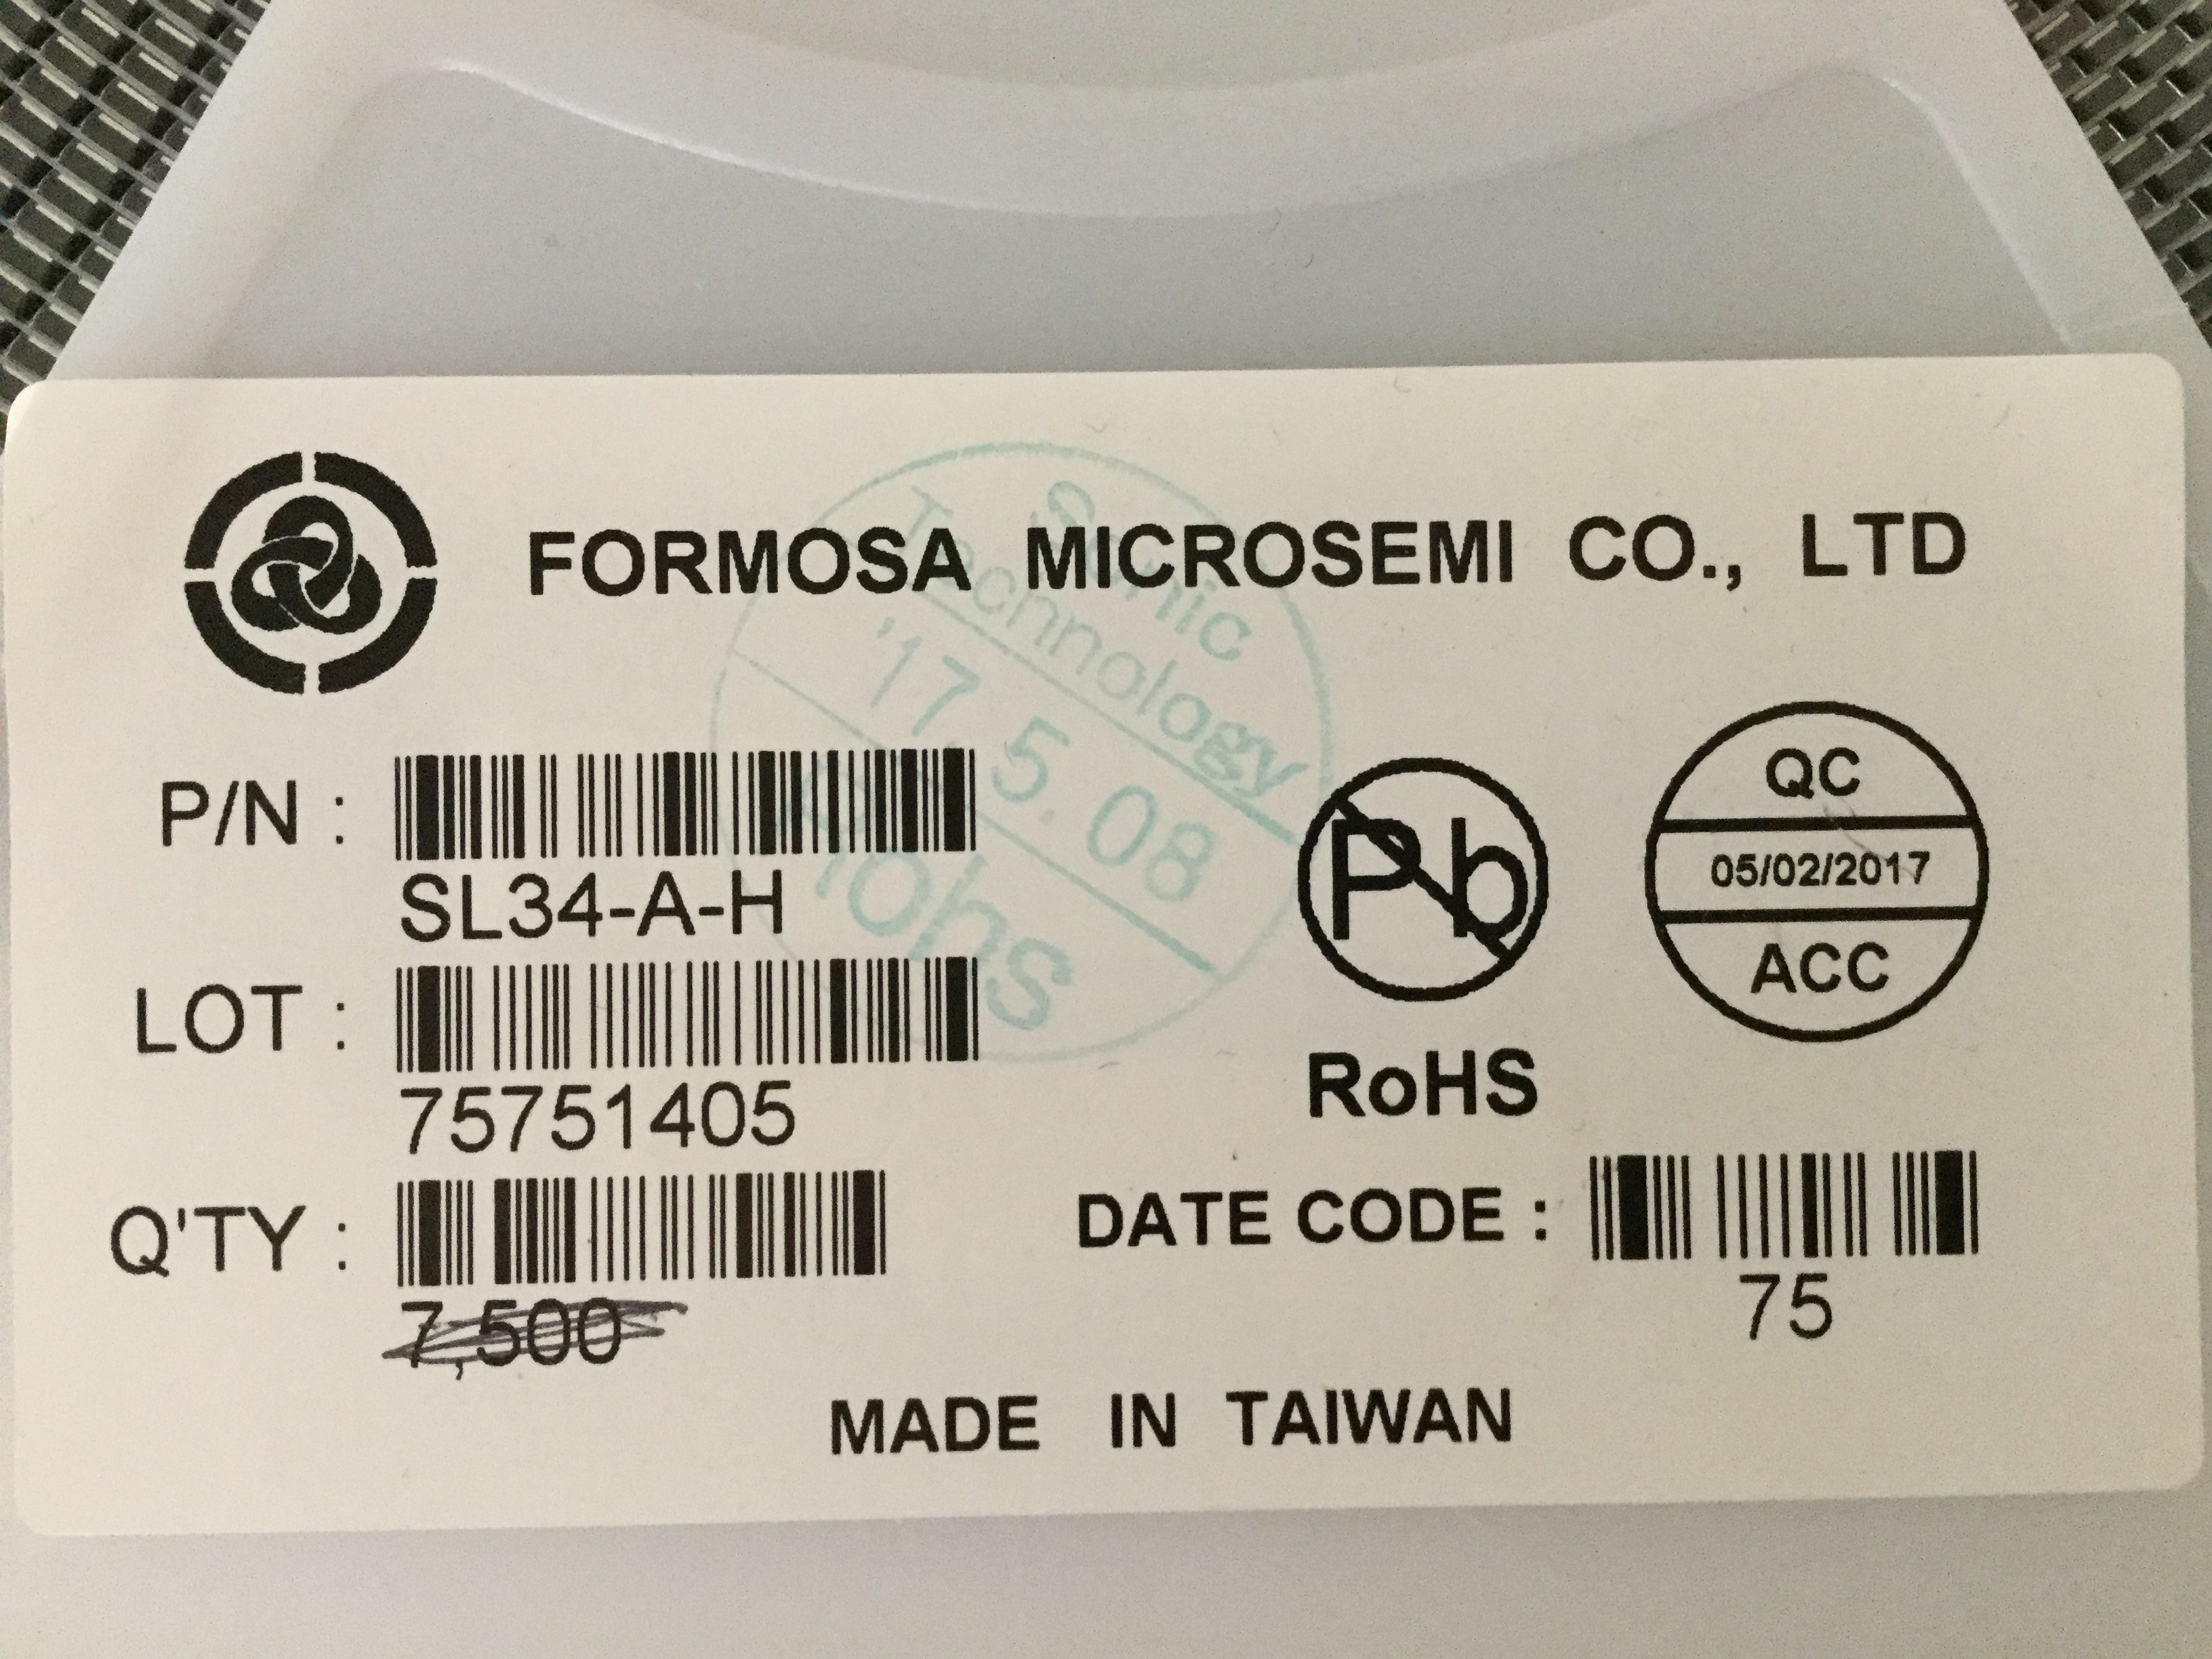 FORMOSA MICROSEMI CO., LTD
Sonic
Technology
'17.5.08
Rohs
P/N :
SL34-A-H
LOT :
75751405
Q'TY :
7,500
Pb
RoHS
QC
05/02/2017
ACC
DATE CODE :
75
MADE IN TAIWAN